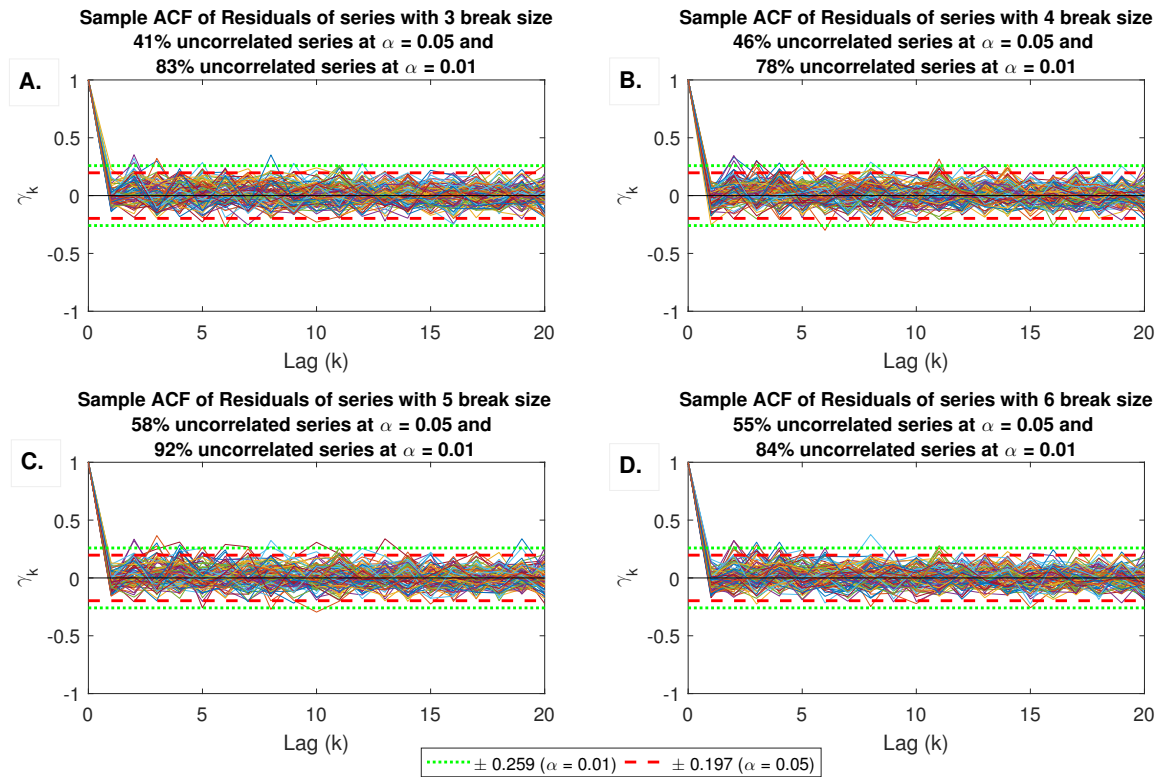 Sample ACF of Residuals of series with 3 break size
41% uncorrelated series at α = 0.05 and
83% uncorrelated series at α = 0.01
A.
1
0.5
0
-0.5
-1
γk
0 5 10 15 20
Lag (k)
Sample ACF of Residuals of series with 4 break size
46% uncorrelated series at α = 0.05 and
78% uncorrelated series at α = 0.01
B.
1
0.5
0
-0.5
-1
γk
0 5 10 15 20
Lag (k)
Sample ACF of Residuals of series with 5 break size
58% uncorrelated series at α = 0.05 and
92% uncorrelated series at α = 0.01
C.
1
0.5
0
-0.5
-1
γk
0 5 10 15 20
Lag (k)
Sample ACF of Residuals of series with 6 break size
55% uncorrelated series at α = 0.05 and
84% uncorrelated series at α = 0.01
D.
1
0.5
0
-0.5
-1
γk
0 5 10 15 20
Lag (k)
± 0.259 (α = 0.01) ± 0.197 (α = 0.05)